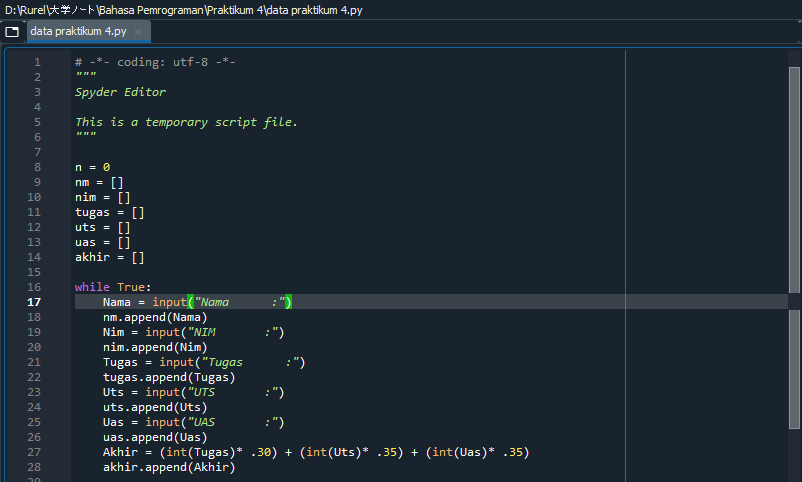 D:\Rurel\大学ノート\Bahasa Pemrograman\Praktikum 4\data praktikum 4.py
data praktikum 4.py
1 # -*- coding: utf-8 -*-
2 """
3 Spyder Editor
4
5 This is a temporary script file.
6 """
7
8 n = 0
9 nm = []
10 nim = []
11 tugas = []
12 uts = []
13 uas = []
14 akhir = []
15
16 while True:
17     Nama = input("Nama      :")
18     nm.append(Nama)
19     Nim = input("NIM       :")
20     nim.append(Nim)
21     Tugas = input("Tugas      :")
22     tugas.append(Tugas)
23     Uts = input("UTS       :")
24     uts.append(Uts)
25     Uas = input("UAS       :")
26     uas.append(Uas)
27     Akhir = (int(Tugas)* .30) + (int(Uts)* .35) + (int(Uas)* .35)
28     akhir.append(Akhir)